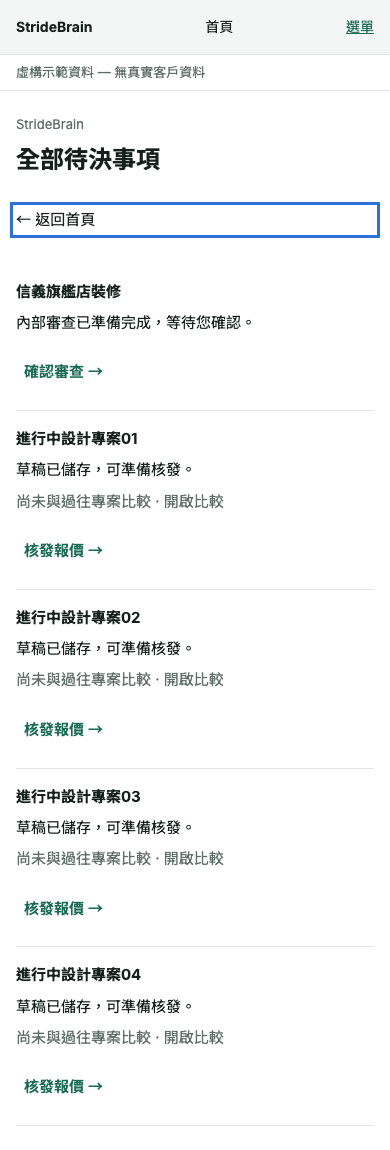 StrideBrain
首頁
選單
虛構示範資料 — 無真實客戶資料
StrideBrain
全部待決事項
← 返回首頁
信義旗艦店裝修
內部審查已準備完成，等待您確認。
確認審查 →
進行中設計專案01
草稿已儲存，可準備核發。
尚未與過往專案比較 · 開啟比較
核發報價 →
進行中設計專案02
草稿已儲存，可準備核發。
尚未與過往專案比較 · 開啟比較
核發報價 →
進行中設計專案03
草稿已儲存，可準備核發。
尚未與過往專案比較 · 開啟比較
核發報價 →
進行中設計專案04
草稿已儲存，可準備核發。
尚未與過往專案比較 · 開啟比較
核發報價 →